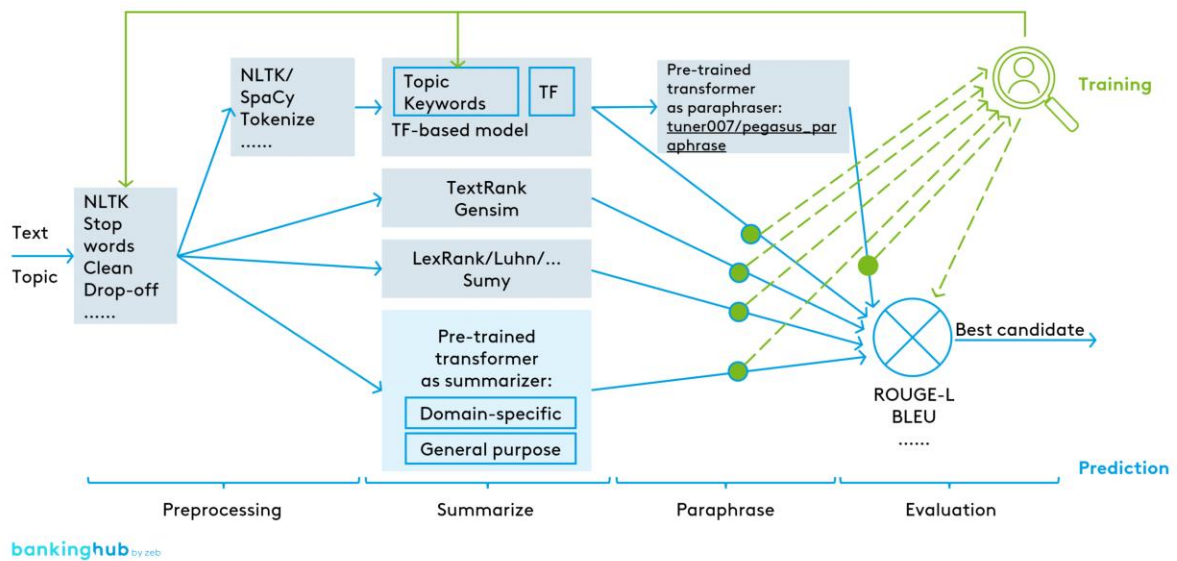 Text
Topic
NLTK
Stop
words
Clean
Drop-off
......
NLTK/
SpaCy
Tokenize
......
Topic
Keywords
TF
TF-based model
TextRank
Gensim
LexRank/Luhn/...
Sumy
Pre-trained
transformer
as summarizer:
Domain-specific
General purpose
Pre-trained
transformer
as paraphraser:
tuner007/pegasus_par
aphrase
Training
Best candidate
ROUGE-L
BLEU
......
Prediction
Preprocessing
Summarize
Paraphrase
Evaluation
bankinghub by zeb